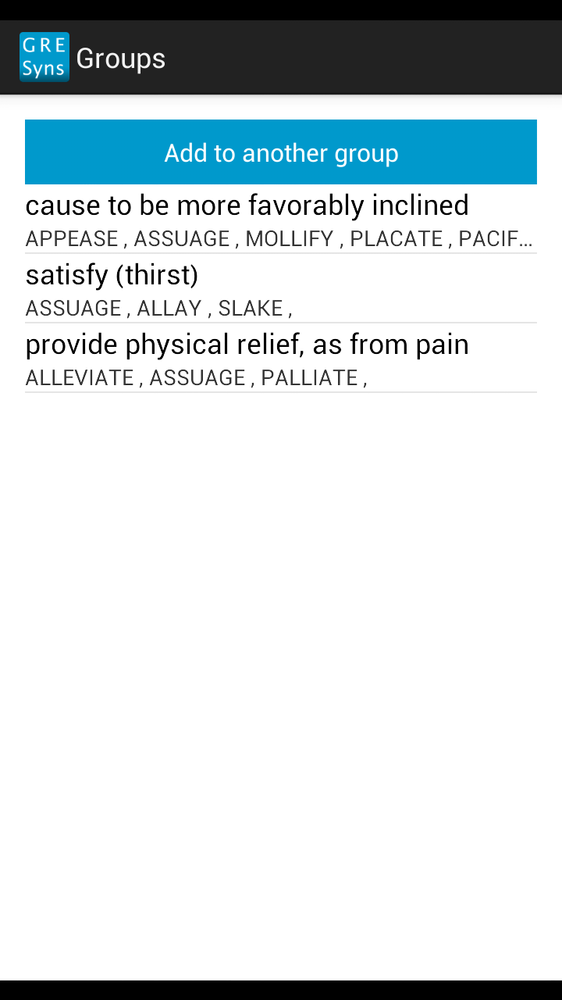 GRE
Syns
Groups
Add to another group
cause to be more favorably inclined
APPEASE , ASSUAGE , MOLLIFY , PLACATE , PACIF...
satisfy (thirst)
ASSUAGE , ALLAY , SLAKE ,
provide physical relief, as from pain
ALLEVIATE , ASSUAGE , PALLIATE ,